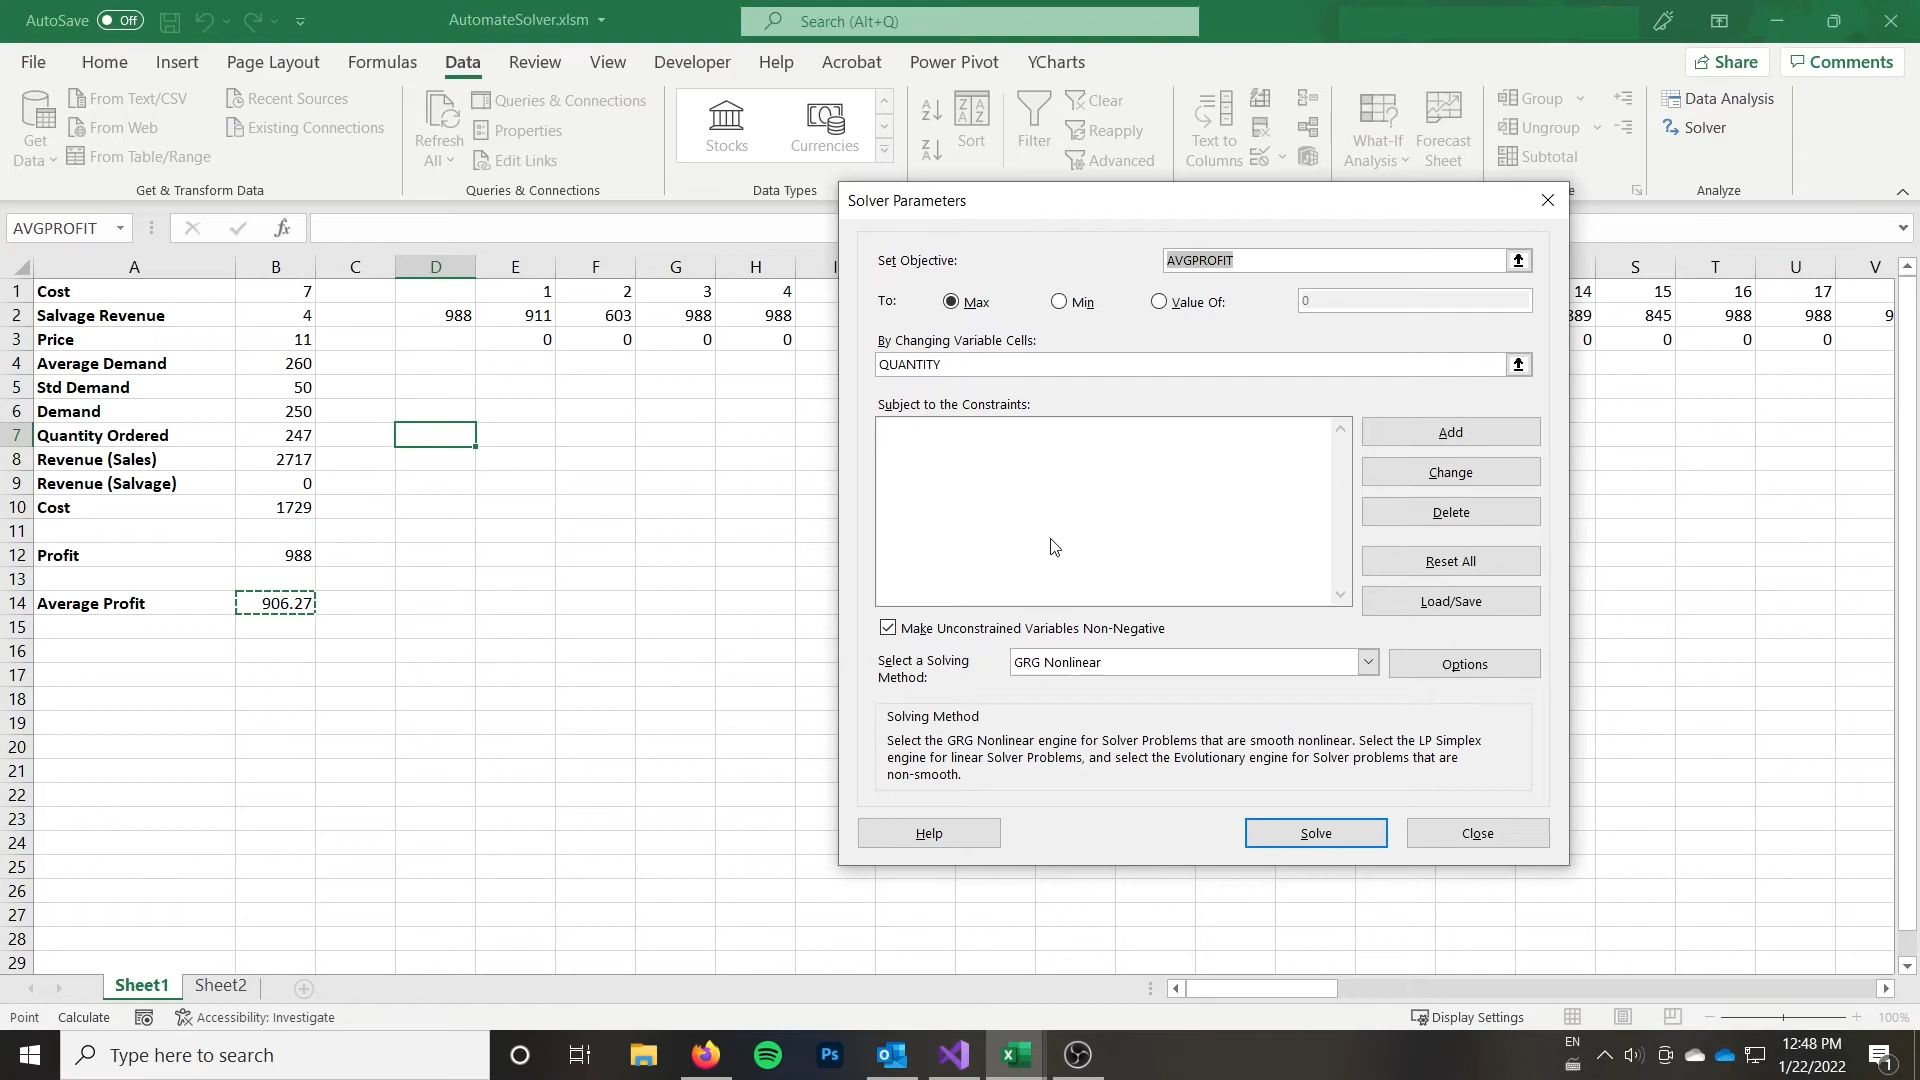 AutoSave Off AutomateSolver.xlsm Search (Alt+Q)
File Home Insert Page Layout Formulas Data Review View Developer Help Acrobat Power Pivot YCharts Share Comments
Get Data
From Text/CSV
From Web
From Table/Range
Recent Sources
Existing Connections
Get & Transform Data
Refresh All
Queries & Connections
Properties
Edit Links
Queries & Connections
Stocks Currencies
Data Types
Sort
Filter
Clear
Reapply
Advanced
Text to Columns
What-If Analysis
Forecast Sheet
Group
Ungroup
Subtotal
Data Analysis
Solver
Analyze
AVGPROFIT fx
A B C D E F G H S T U V
1 Cost 7 1 2 3 4 14 15 16 17
2 Salvage Revenue 4 988 911 603 988 988 889 845 988 988 9
3 Price 11 0 0 0 0 0 0 0 0
4 Average Demand 260
5 Std Demand 50
6 Demand 250
7 Quantity Ordered 247
8 Revenue (Sales) 2717
9 Revenue (Salvage) 0
10 Cost 1729
11
12 Profit 988
13
14 Average Profit 906.27
15
16
17
18
19
20
21
22
23
24
25
26
27
28
29
Solver Parameters
Set Objective: AVGPROFIT
To: Max Min Value Of: 0
By Changing Variable Cells:
QUANTITY
Subject to the Constraints:
Add
Change
Delete
Reset All
Load/Save
Make Unconstrained Variables Non-Negative
Select a Solving Method: GRG Nonlinear Options
Solving Method
Select the GRG Nonlinear engine for Solver Problems that are smooth nonlinear. Select the LP Simplex
engine for linear Solver Problems, and select the Evolutionary engine for Solver problems that are
non-smooth.
Help Solve Close
Sheet1 Sheet2
Point Calculate Accessibility: Investigate Display Settings 100%
Type here to search Ps EN 12:48 PM
1/22/2022 1